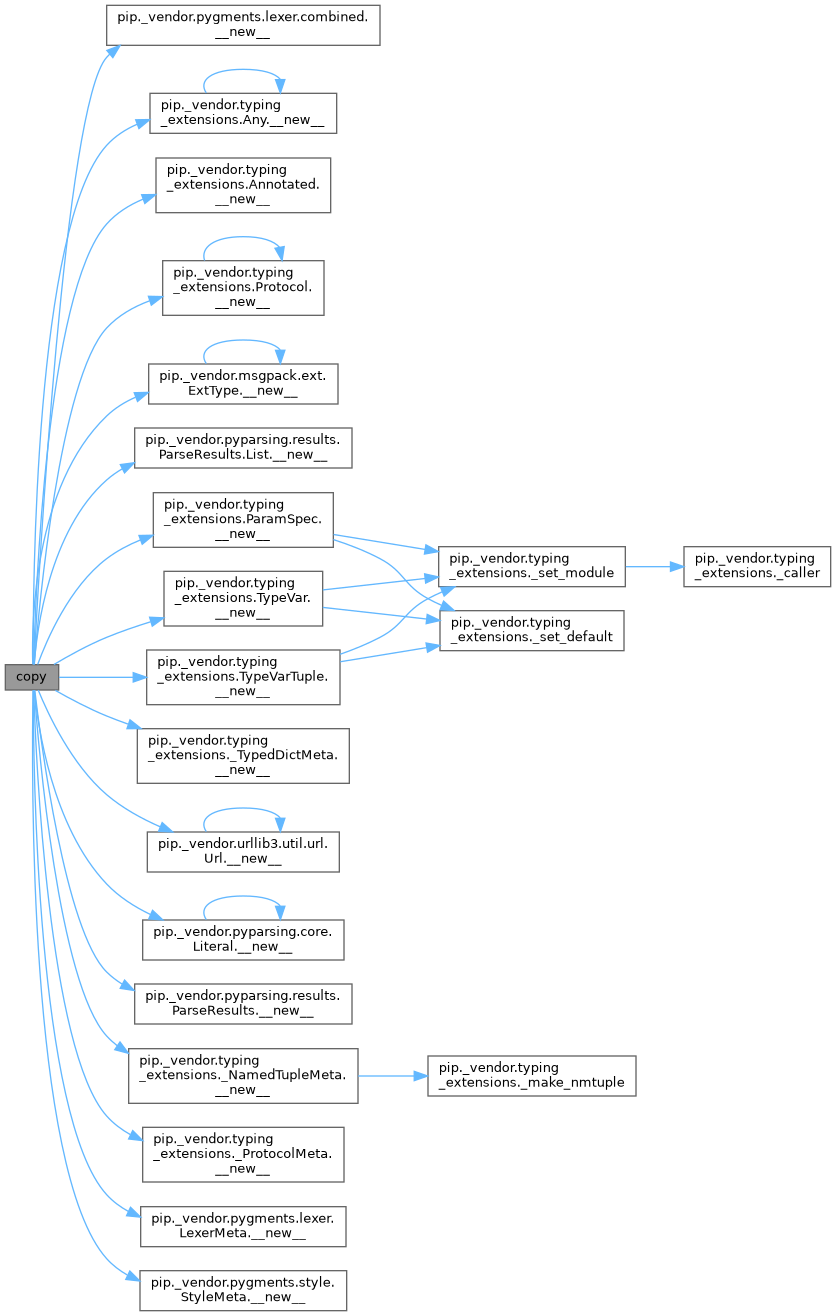 pip._vendor.pygments.lexer.combined.
__new__
pip._vendor.typing
_extensions.Any.__new__
pip._vendor.typing
_extensions.Annotated.
__new__
pip._vendor.typing
_extensions.Protocol.
__new__
pip._vendor.msgpack.ext.
ExtType.__new__
pip._vendor.pyparsing.results.
ParseResults.List.__new__
pip._vendor.typing
_extensions.ParamSpec.
__new__
pip._vendor.typing
_extensions._set_module
pip._vendor.typing
_extensions._caller
pip._vendor.typing
_extensions.TypeVar.
__new__
pip._vendor.typing
_extensions._set_default
copy
pip._vendor.typing
_extensions.TypeVarTuple.
__new__
pip._vendor.typing
_extensions._TypedDictMeta.
__new__
pip._vendor.urllib3.util.url.
Url.__new__
pip._vendor.pyparsing.core.
Literal.__new__
pip._vendor.pyparsing.results.
ParseResults.__new__
pip._vendor.typing
_extensions._NamedTupleMeta.
__new__
pip._vendor.typing
_extensions._make_nmtuple
pip._vendor.typing
_extensions._ProtocolMeta.
__new__
pip._vendor.pygments.lexer.
LexerMeta.__new__
pip._vendor.pygments.style.
StyleMeta.__new__